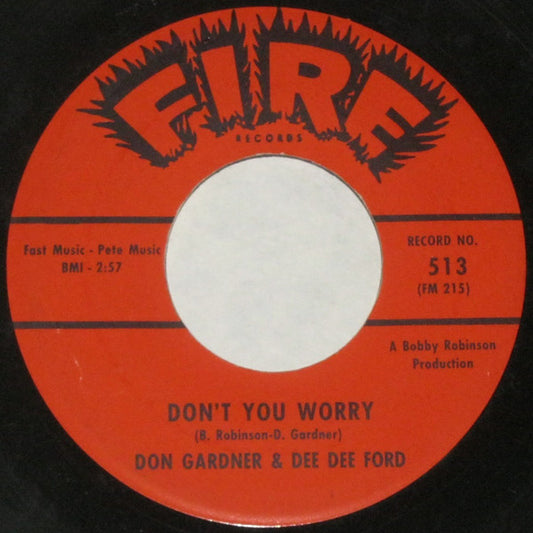 FIRE
RECORDS
Fast Music - Pete Music
BMI - 2:57
RECORD NO.
513
(FM 215)
A Bobby Robinson
Production
DON'T YOU WORRY
(B. Robinson-D. Gardner)
DON GARDNER & DEE DEE FORD